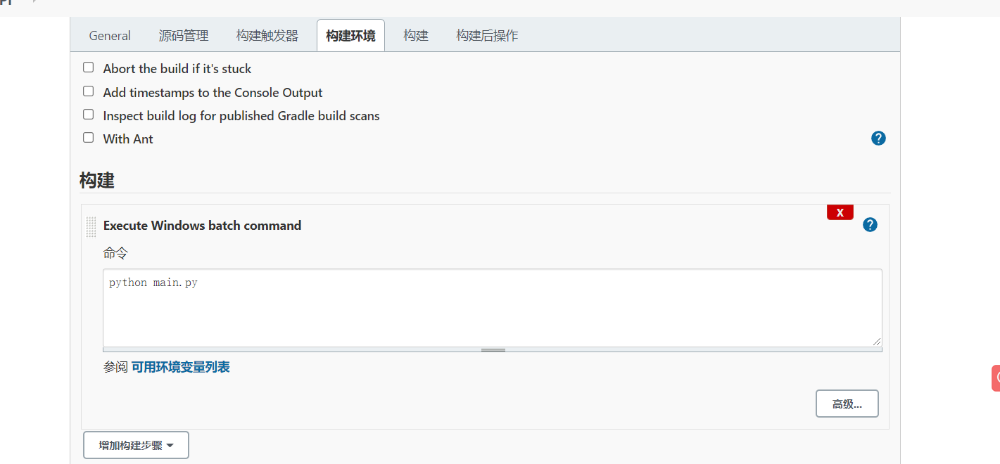 General 源码管理 构建触发器 构建环境 构建 构建后操作
Abort the build if it's stuck
Add timestamps to the Console Output
Inspect build log for published Gradle build scans
With Ant
?
构建
X
Execute Windows batch command
?
命令
python main.py
参阅 可用环境变量列表
高级...
增加构建步骤